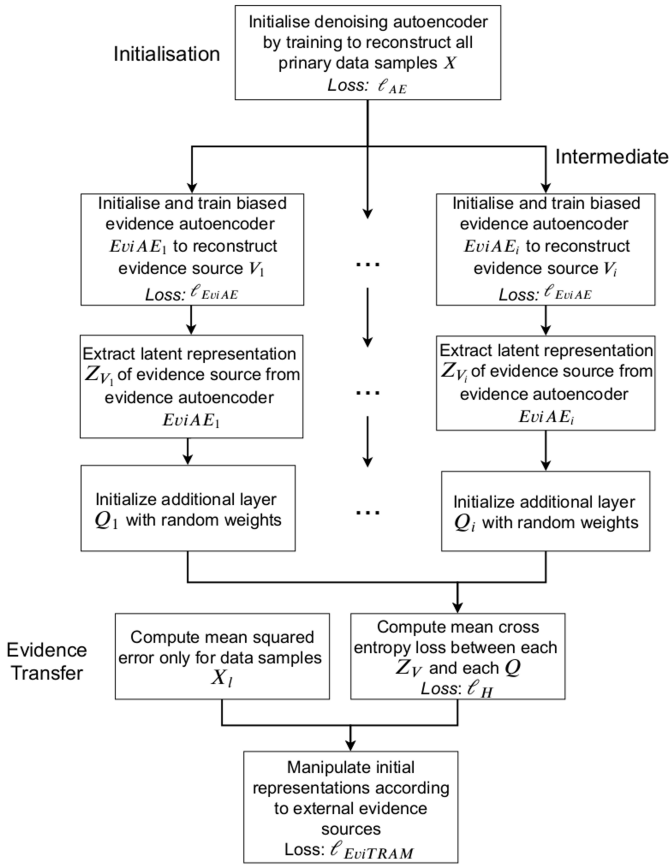 Initialise denoising autoencoder
by training to reconstruct all
prinary data samples X
Loss: ℓ_AE
Initialisation
Intermediate
Initialise and train biased
evidence autoencoder
EviAE_1 to reconstruct
evidence source V_1
Loss: ℓ_EviAE
...
Initialise and train biased
evidence autoencoder
EviAE_i to reconstruct
evidence source V_i
Loss: ℓ_EviAE
Extract latent representation
Z_V_1 of evidence source from
evidence autoencoder
EviAE_1
...
Extract latent representation
Z_V_i of evidence source from
evidence autoencoder
EviAE_i
Initialize additional layer
Q_1 with random weights
...
Initialize additional layer
Q_i with random weights
Evidence
Transfer
Compute mean squared
error only for data samples
X_l
Compute mean cross
entropy loss between each
Z_V and each Q
Loss: ℓ_H
Manipulate initial
representations according
to external evidence
sources
Loss: ℓ_EviTRAM